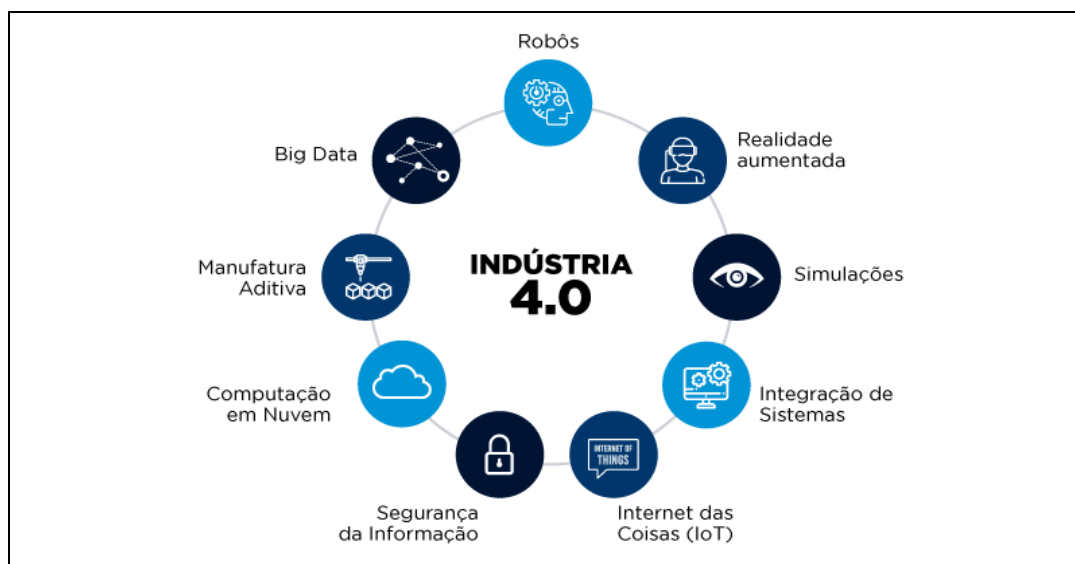 Robôs
Realidade
aumentada
Simulações
Integração de
Sistemas
INTERNET OF
THINGS
Internet das
Coisas (IoT)
Segurança
da Informação
Computação
em Nuvem
Manufatura
Aditiva
Big Data
INDÚSTRIA
4.0